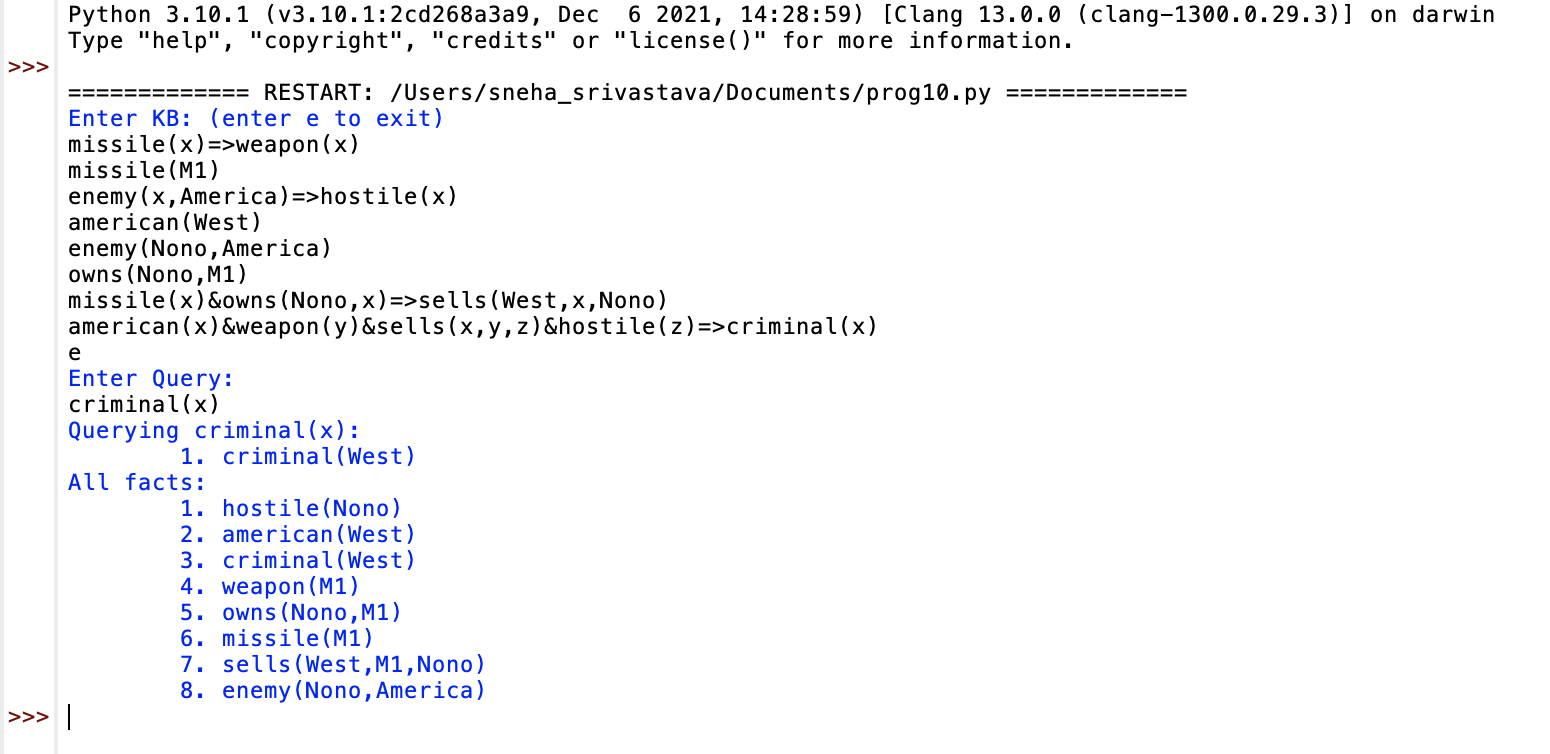 Python 3.10.1 (v3.10.1:2cd268a3a9, Dec  6 2021, 14:28:59) [Clang 13.0.0 (clang-1300.0.29.3)] on darwin
Type "help", "copyright", "credits" or "license()" for more information.
>>>
============= RESTART: /Users/sneha_srivastava/Documents/prog10.py =============
Enter KB: (enter e to exit)
missile(x)=>weapon(x)
missile(M1)
enemy(x,America)=>hostile(x)
american(West)
enemy(Nono,America)
owns(Nono,M1)
missile(x)&owns(Nono,x)=>sells(West,x,Nono)
american(x)&weapon(y)&sells(x,y,z)&hostile(z)=>criminal(x)
e
Enter Query:
criminal(x)
Querying criminal(x):
1. criminal(West)
All facts:
1. hostile(Nono)
2. american(West)
3. criminal(West)
4. weapon(M1)
5. owns(Nono,M1)
6. missile(M1)
7. sells(West,M1,Nono)
8. enemy(Nono,America)
>>>